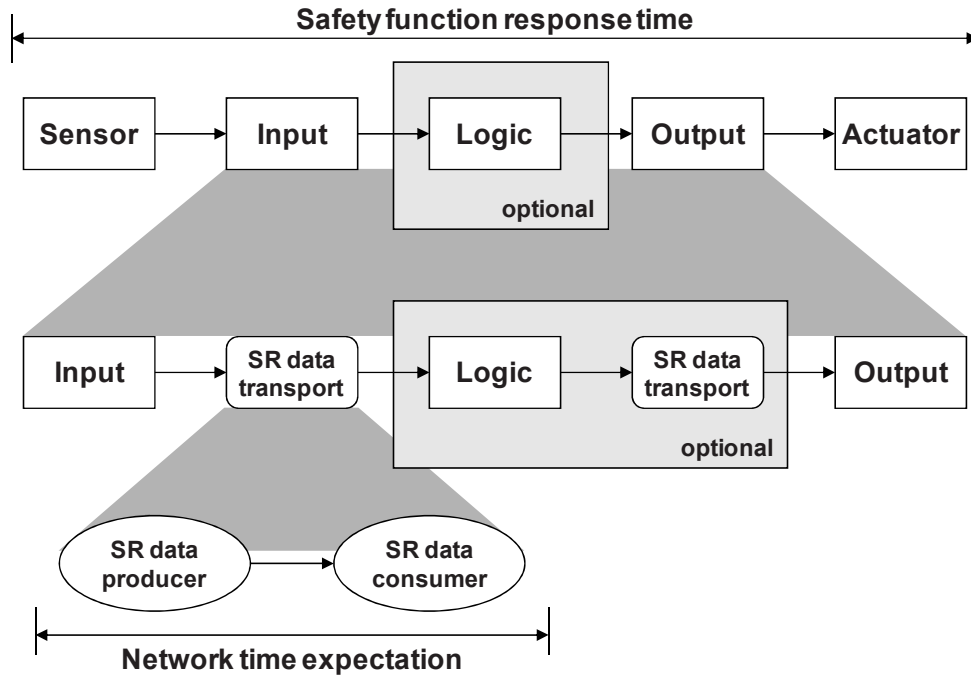 Safety function response time
Sensor
Input
Logic
Output
Actuator
optional
Input
SR data
transport
Logic
SR data
transport
Output
optional
SR data
producer
SR data
consumer
Network time expectation